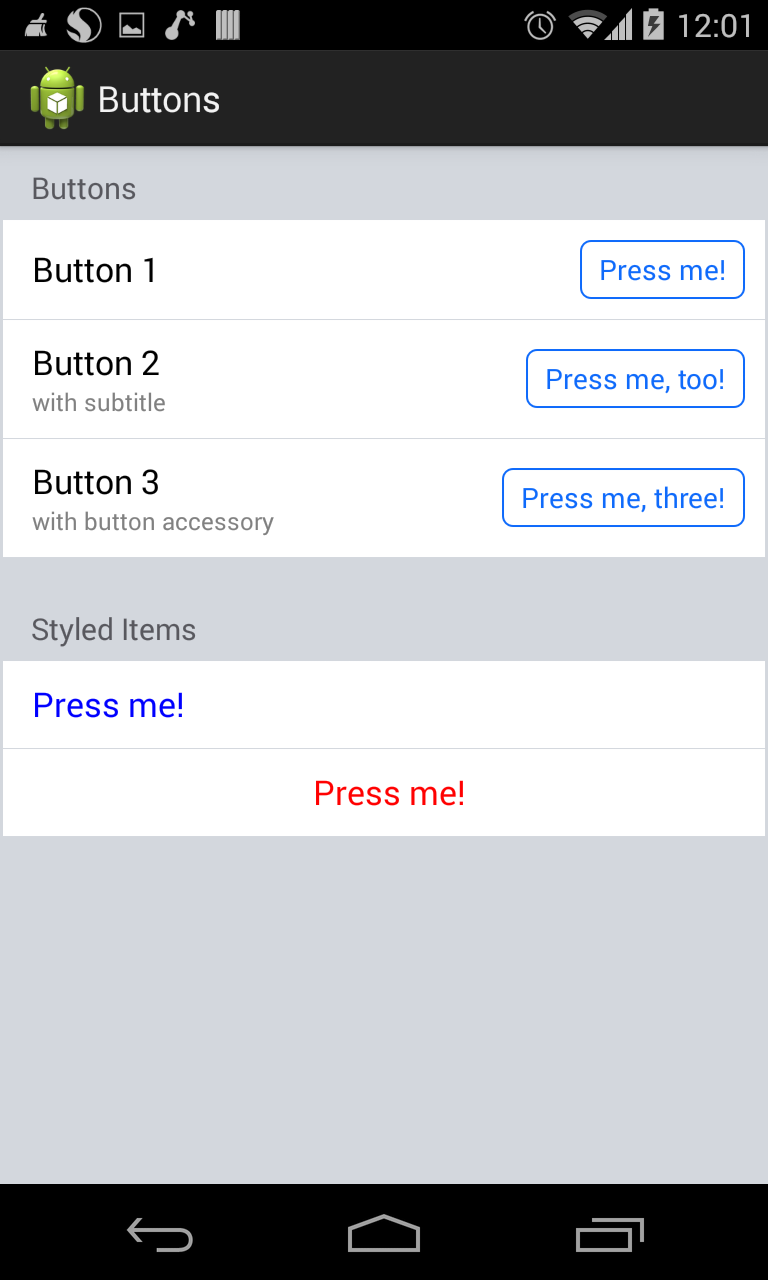 12:01
Buttons
Buttons
Button 1
Press me!
Button 2
with subtitle
Press me, too!
Button 3
with button accessory
Press me, three!
Styled Items
Press me!
Press me!